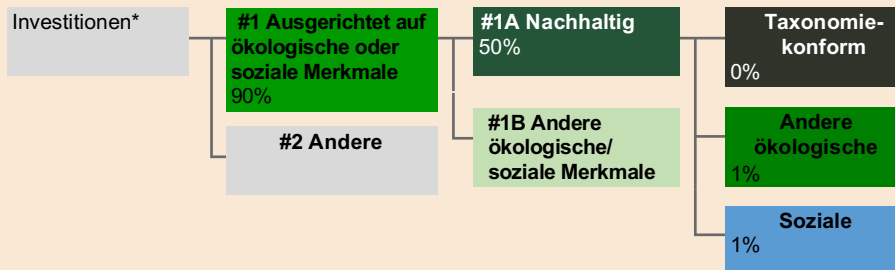 Investitionen*
#1 Ausgerichtet auf
ökologische oder
soziale Merkmale
90%
#2 Andere
#1A Nachhaltig
50%
#1B Andere
ökologische/
soziale Merkmale
Taxonomie-
konform
0%
Andere
ökologische
1%
Soziale
1%